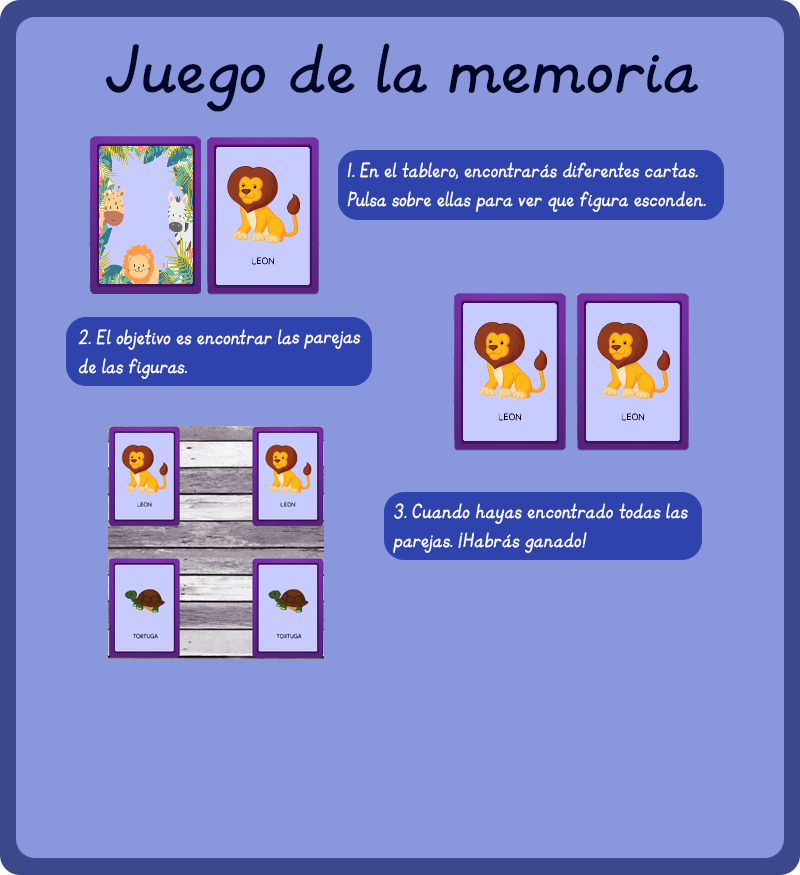 Juego de la memoria
LEON
1. En el tablero, encontrarás diferentes cartas.
Pulsa sobre ellas para ver que figura esconden.
2. El objetivo es encontrar las parejas
de las figuras.
LEON
LEON
LEON
LEON
TORTUGA
TORTUGA
3. Cuando hayas encontrado todas las
parejas. ¡Habrás ganado!